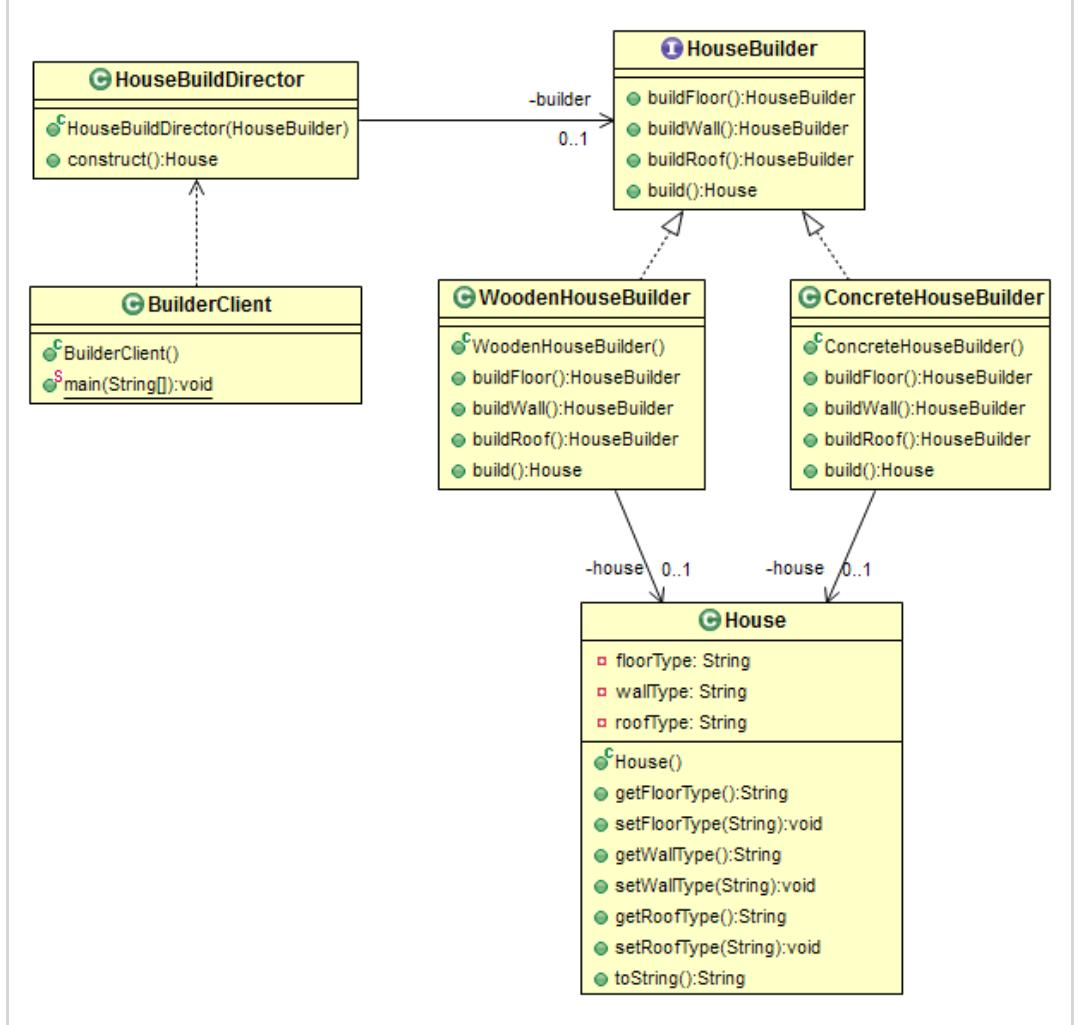 HouseBuildDirector
HouseBuildDirector(HouseBuilder)
construct():House
-builder
0..1
I HouseBuilder
buildFloor():HouseBuilder
buildWall():HouseBuilder
buildRoof():HouseBuilder
build():House
C BuilderClient
C BuilderClient()
S main(String[]):void
C WoodenHouseBuilder
C WoodenHouseBuilder()
buildFloor():HouseBuilder
buildWall():HouseBuilder
buildRoof():HouseBuilder
build():House
C ConcreteHouseBuilder
C ConcreteHouseBuilder()
buildFloor():HouseBuilder
buildWall():HouseBuilder
buildRoof():HouseBuilder
build():House
-house 0..1
-house 0..1
C House
floorType: String
wallType: String
roofType: String
C House()
getFloorType():String
setFloorType(String):void
getWallType():String
setWallType(String):void
getRoofType():String
setRoofType(String):void
toString():String